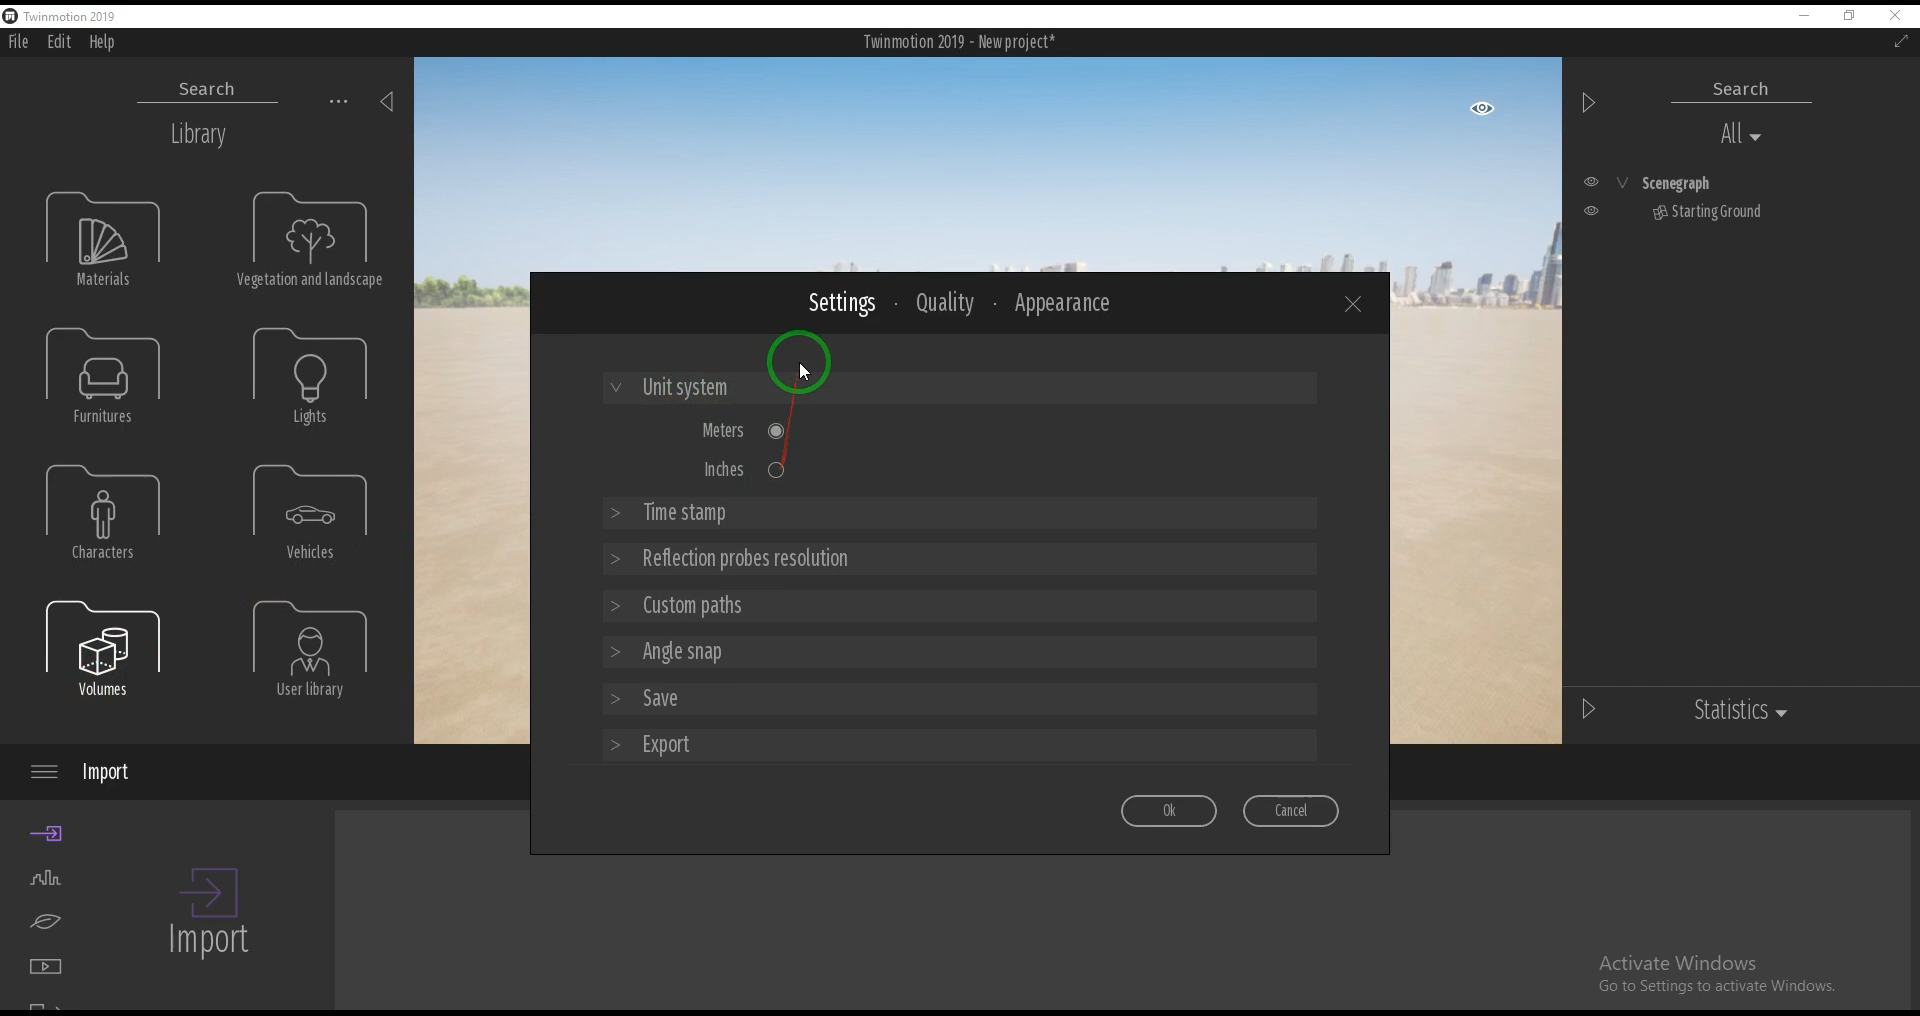 Twinmotion 2019
File Edit Help
Twinmotion 2019 - New project*
Search
Library
Materials
Vegetation and landscape
Furnitures
Lights
Characters
Vehicles
Volumes
User library
Settings · Quality · Appearance
Unit system
Meters
Inches
Time stamp
Reflection probes resolution
Custom paths
Angle snap
Save
Export
Ok
Cancel
Search
All
Scenegraph
Starting Ground
Statistics
Import
Import
Activate Windows
Go to Settings to activate Windows.